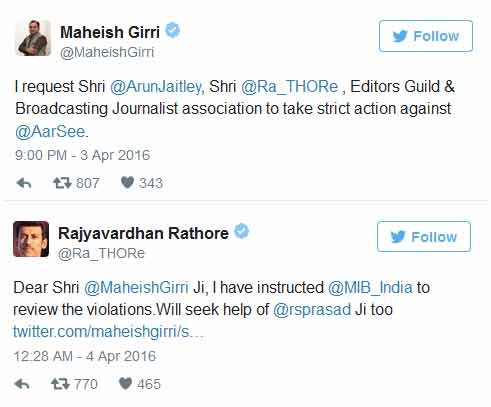 Maheish Girri
@MaheishGirri
Follow
I request Shri @ArunJaitley, Shri @Ra_THORe , Editors Guild &
Broadcasting Journalist association to take strict action against
@AarSee.
9:00 PM - 3 Apr 2016
807 343
Rajyavardhan Rathore
@Ra_THORe
Follow
Dear Shri @MaheishGirri Ji, I have instructed @MIB_India to
review the violations.Will seek help of @rsprasad Ji too
twitter.com/maheishgirri/s…
12:28 AM - 4 Apr 2016
770 465